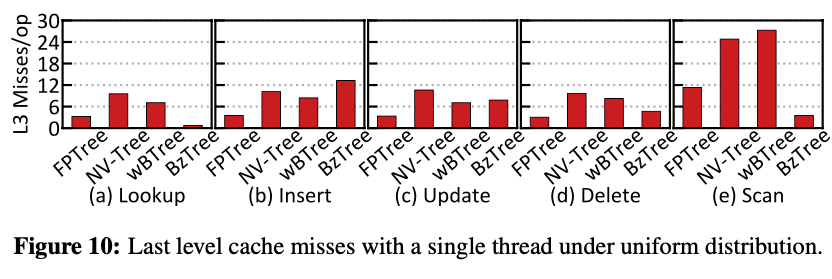 L3 Misses/op
30
24
18
12
6
0
FPTree NV-Tree wBTree BzTree
FPTree NV-Tree wBTree BzTree
FPTree NV-Tree wBTree BzTree
FPTree NV-Tree wBTree BzTree
FPTree NV-Tree wBTree BzTree
(a) Lookup (b) Insert (c) Update (d) Delete (e) Scan
Figure 10: Last level cache misses with a single thread under uniform distribution.